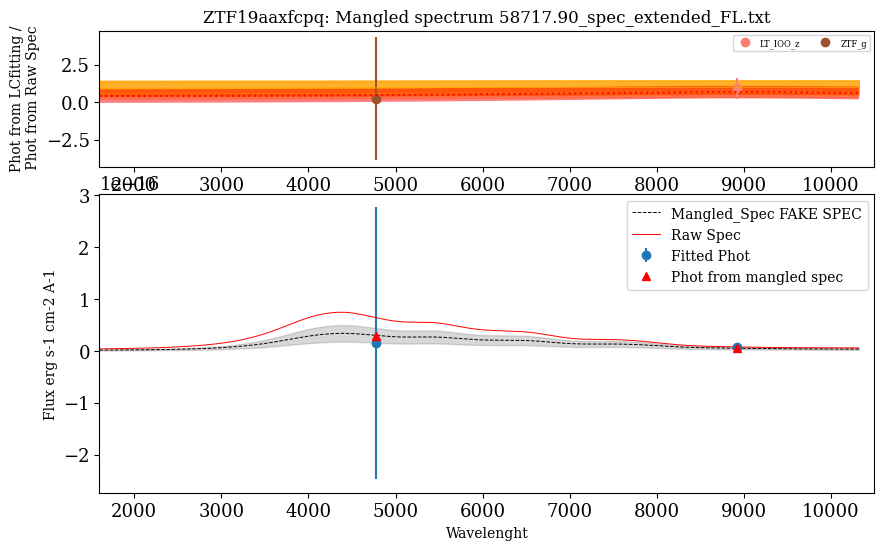 ZTF19aaxfcpq: Mangled spectrum 58717.90_spec_extended_FL.txt
Phot from LCfitting /
Phot from Raw Spec
2.5
0.0
−2.5
LT_IOO_z
ZTF_g
2000 3000 4000 5000 6000 7000 8000 9000 10000
1e−16
3
2
1
0
−1
−2
Flux erg s-1 cm-2 A-1
Mangled_Spec FAKE SPEC
Raw Spec
Fitted Phot
Phot from mangled spec
2000 3000 4000 5000 6000 7000 8000 9000 10000
Wavelenght